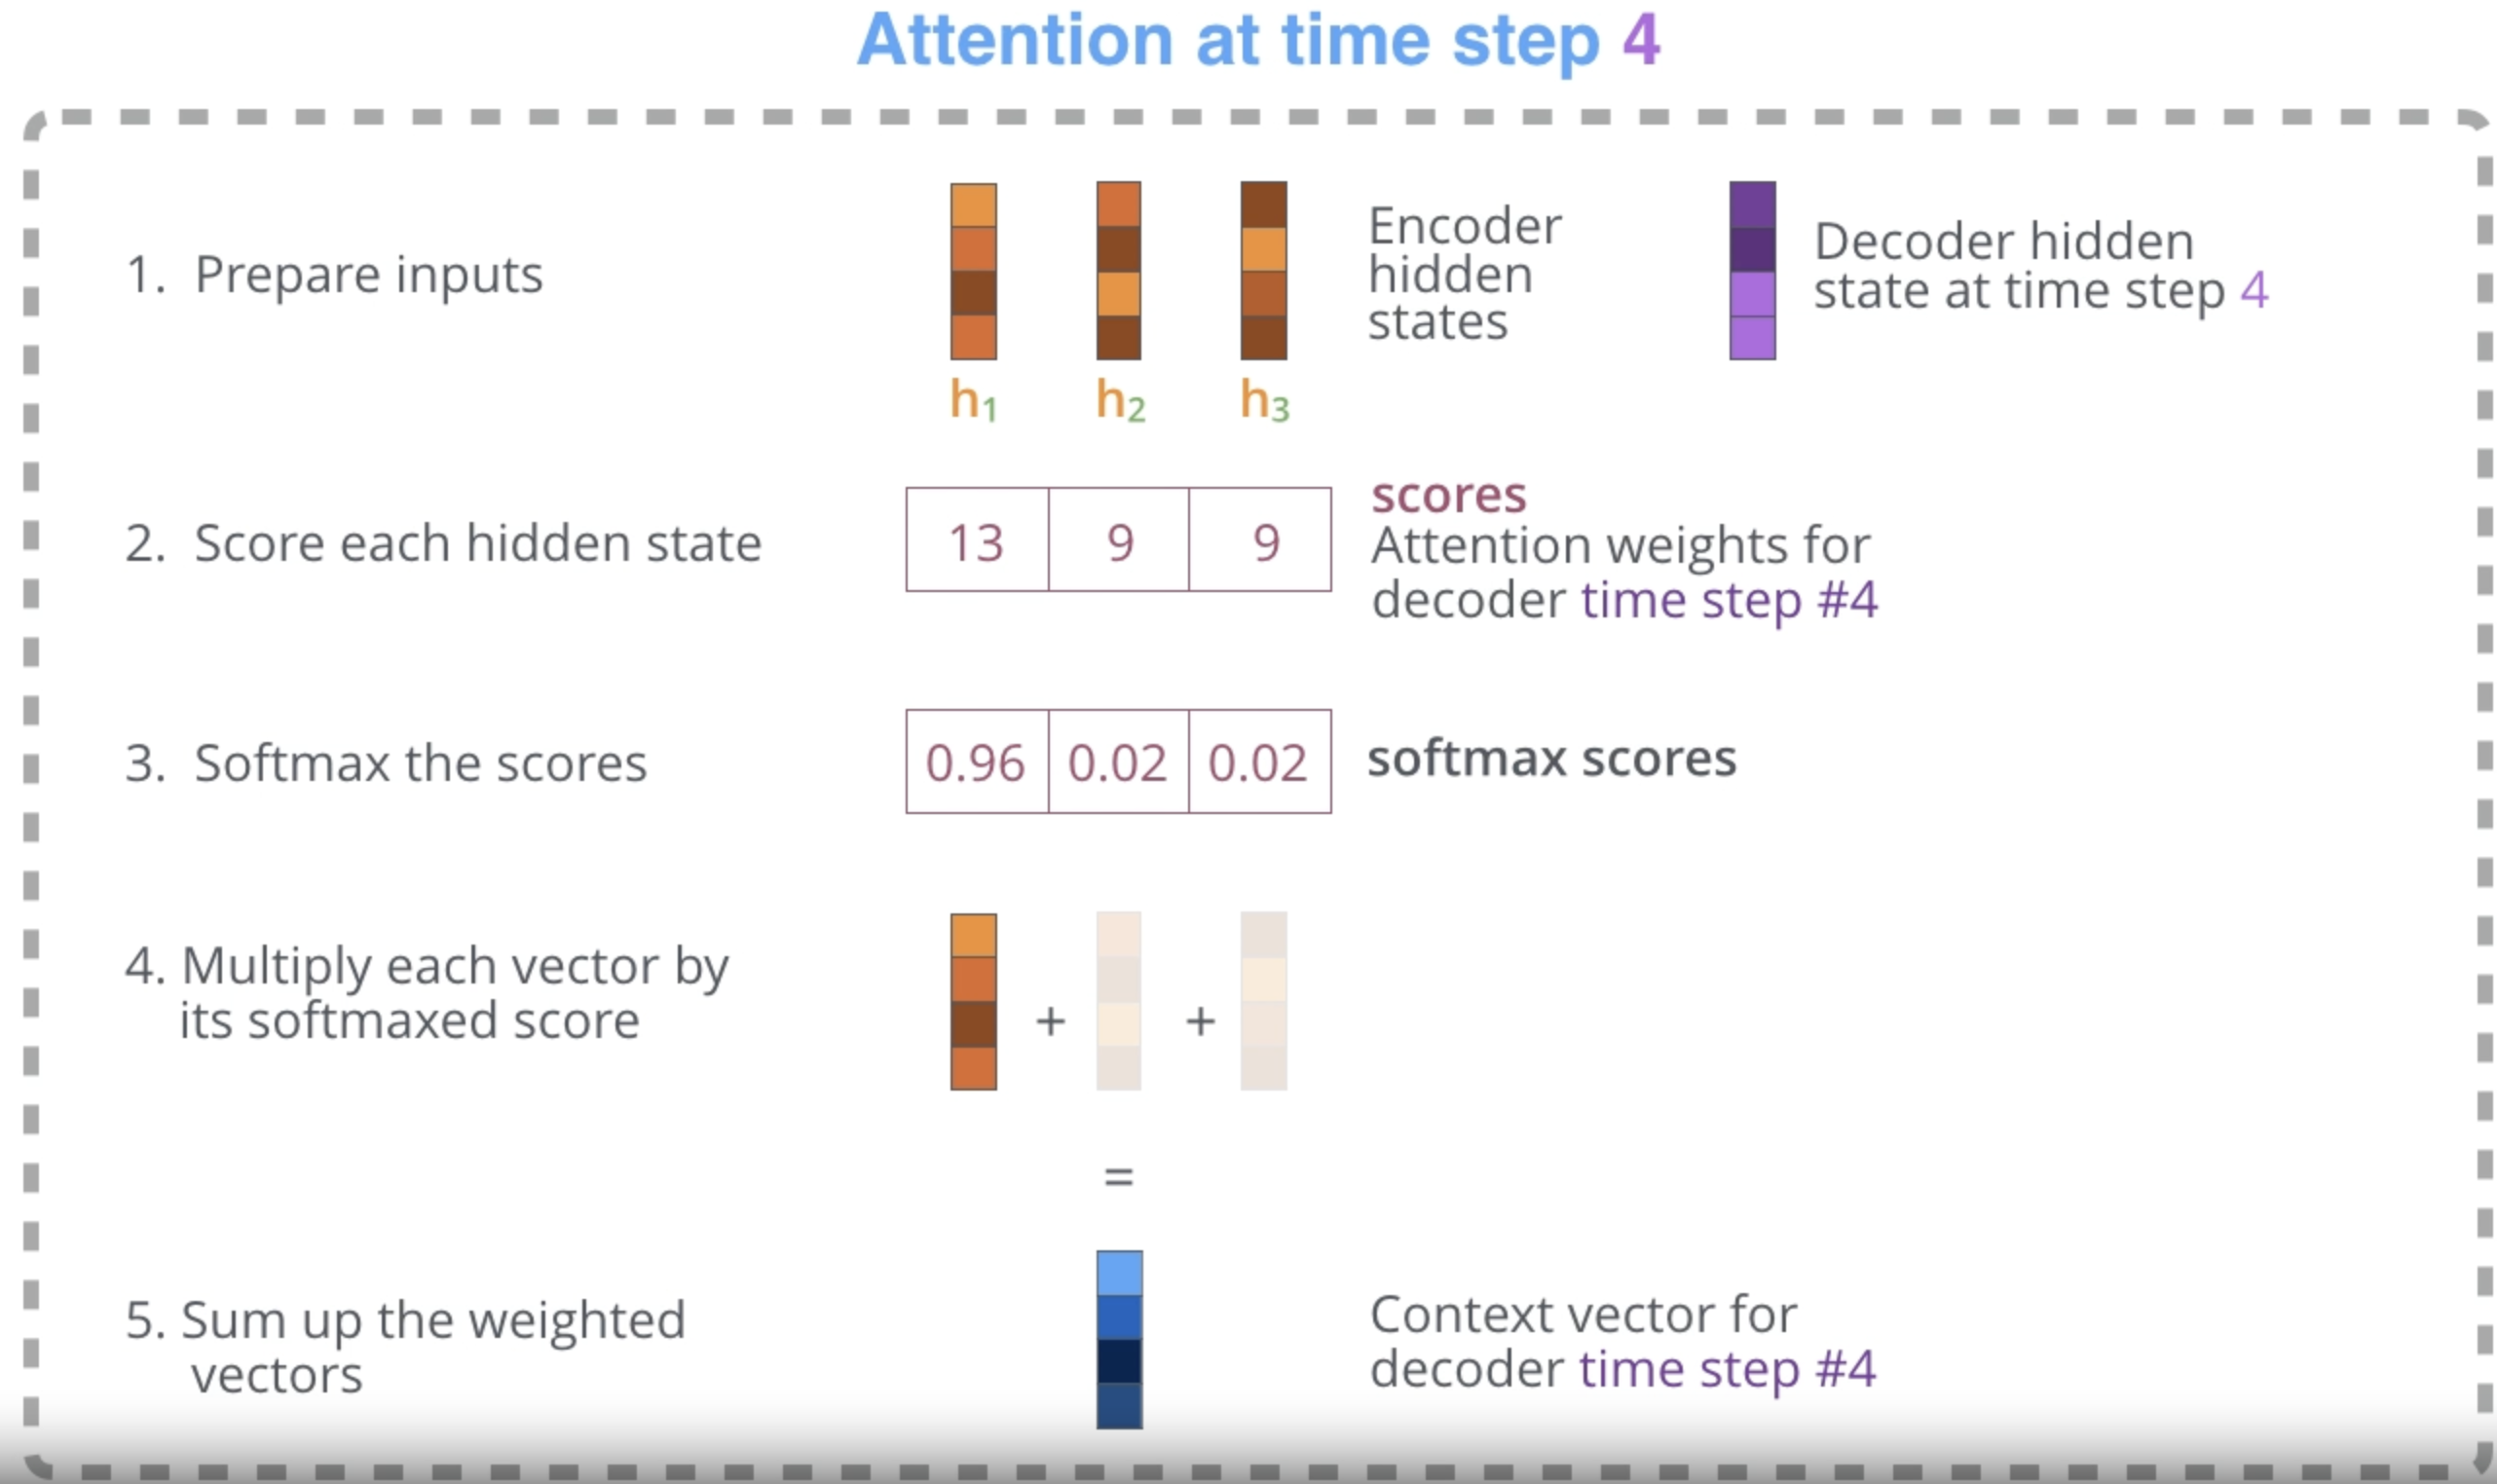 Attention at time step 4
1. Prepare inputs
Encoder
hidden
states
Decoder hidden
state at time step 4
h1
h2
h3
2. Score each hidden state
13
9
9
scores
Attention weights for
decoder time step #4
3. Softmax the scores
0.96
0.02
0.02
softmax scores
4. Multiply each vector by
its softmaxed score
+
+
=
5. Sum up the weighted
vectors
Context vector for
decoder time step #4